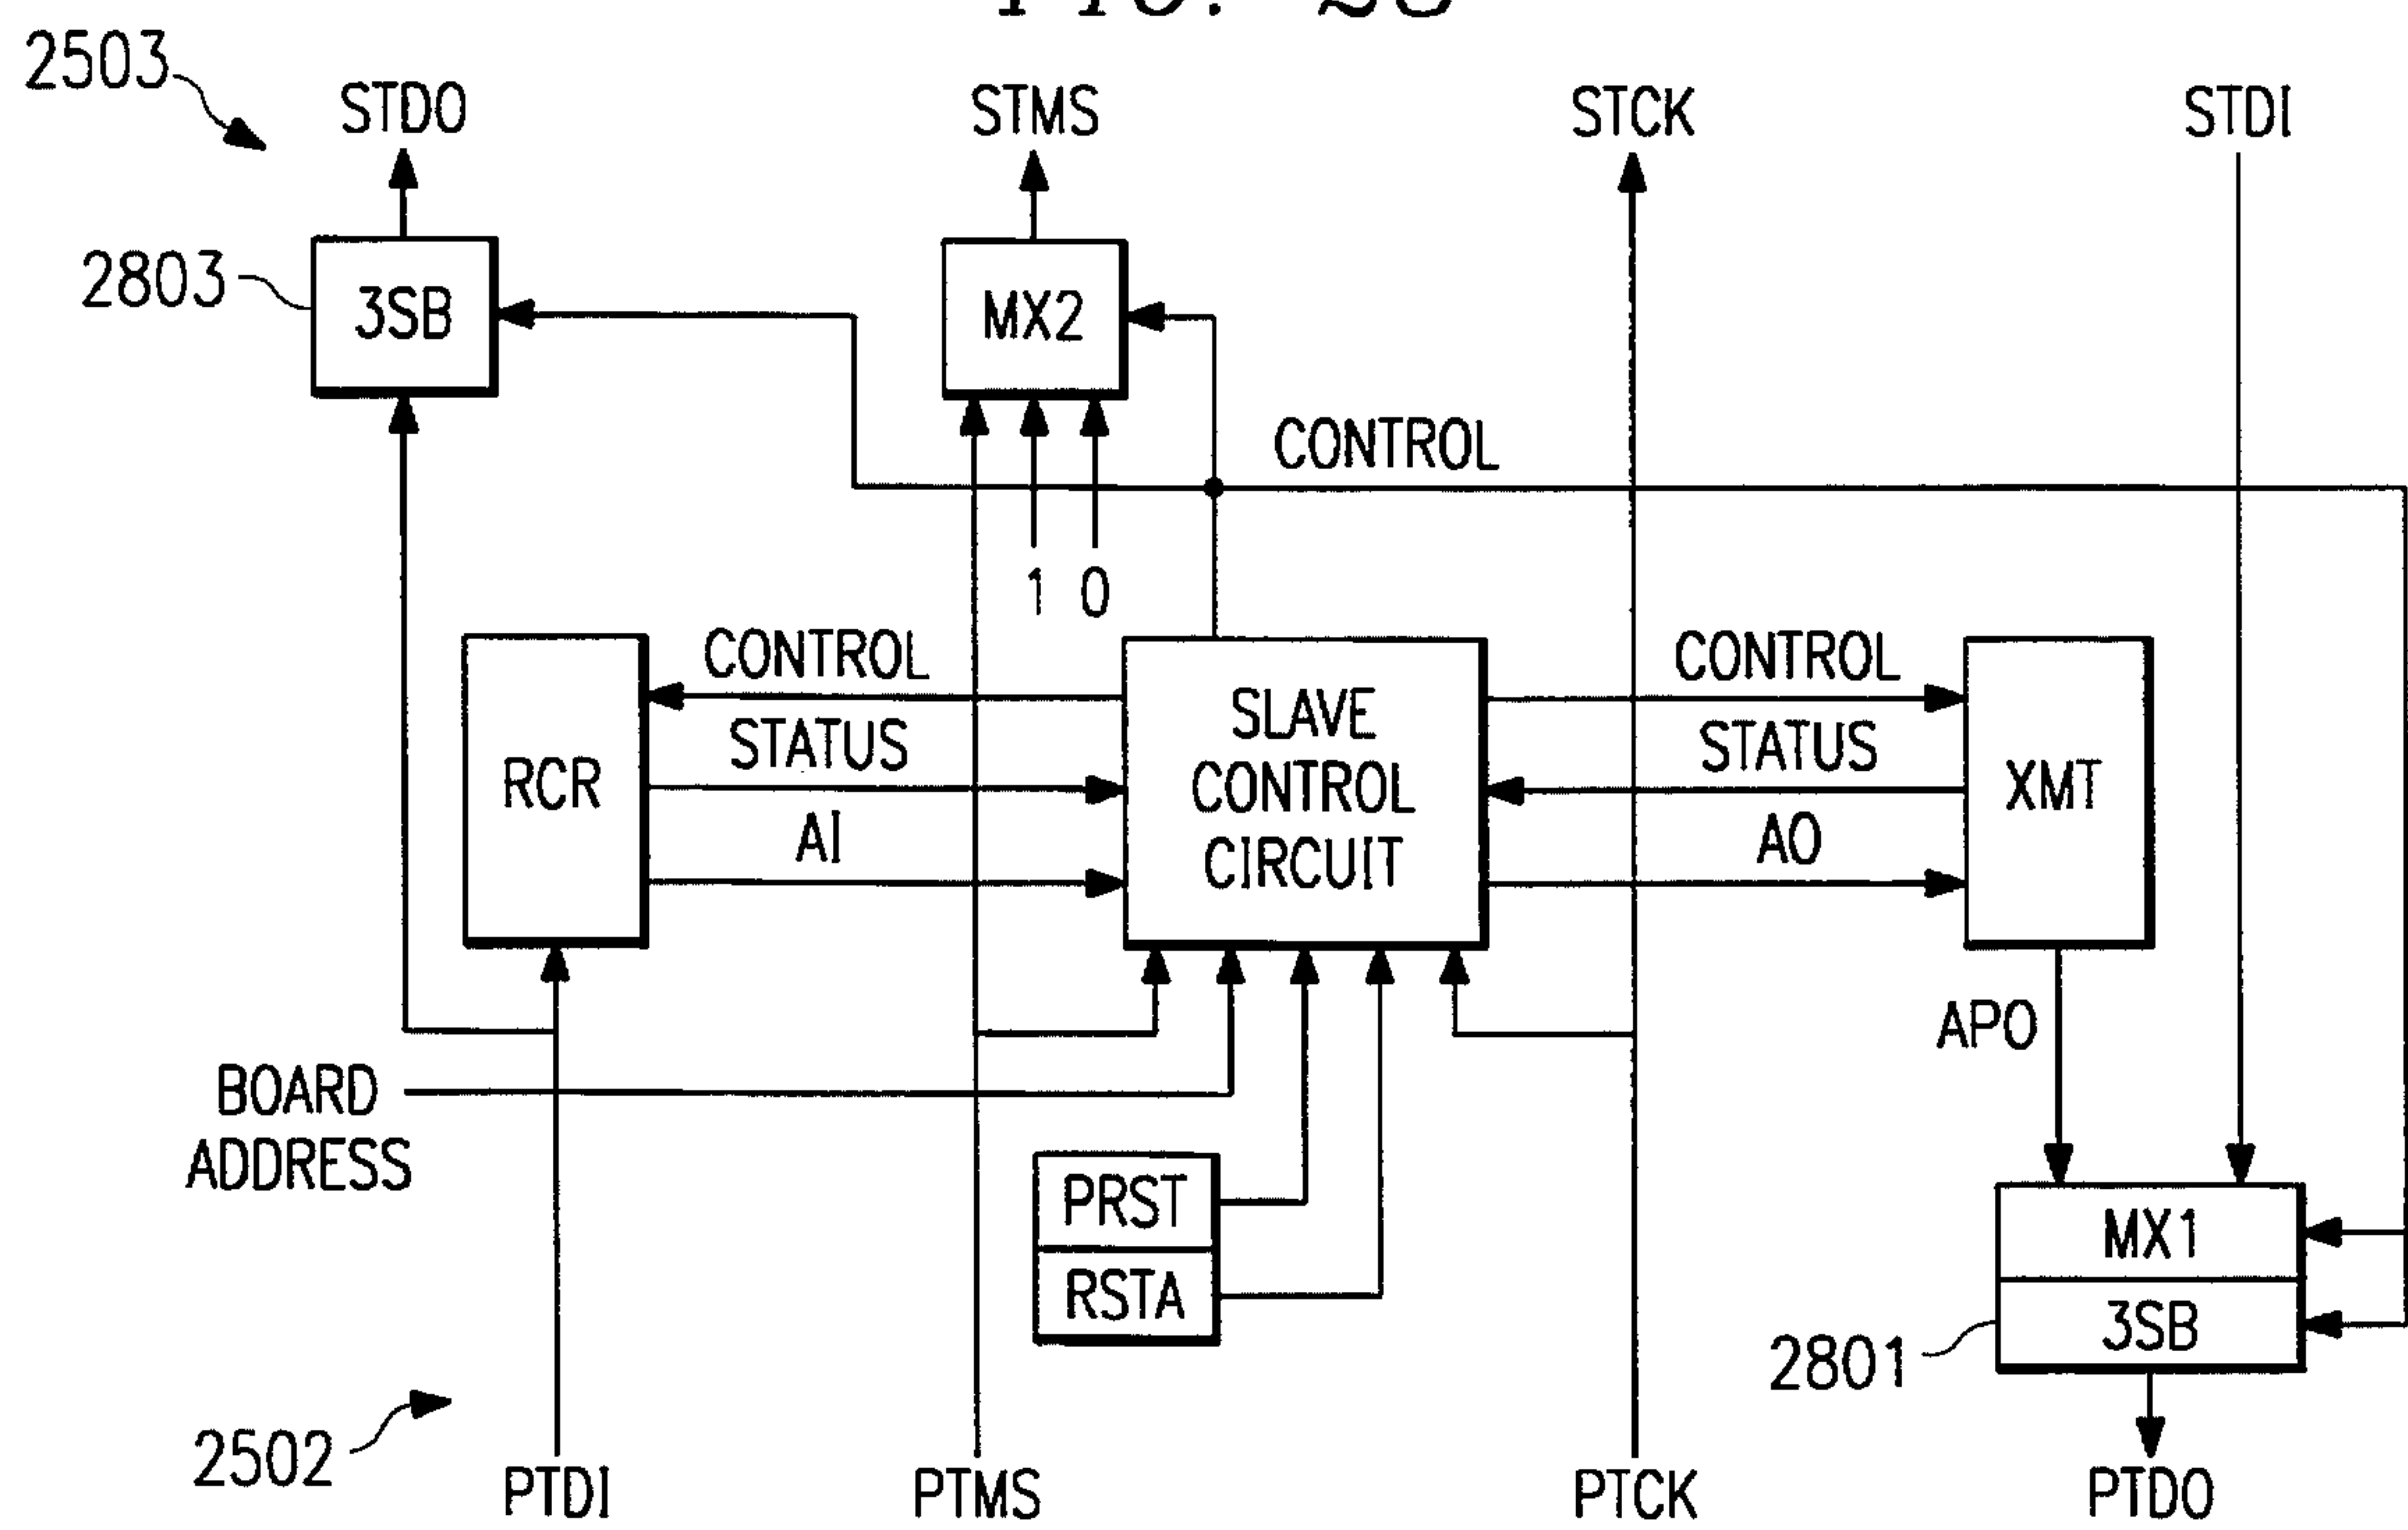 2503
STDO
STMS
STCK
STDI
2803
3SB
MX2
CONTROL
1 0
CONTROL
CONTROL
RCR
STATUS
AI
SLAVE
CONTROL
CIRCUIT
STATUS
AO
XMT
APO
BOARD
ADDRESS
PRST
RSTA
MX1
3SB
2801
2502
PTDI
PTMS
PTCK
PTDO